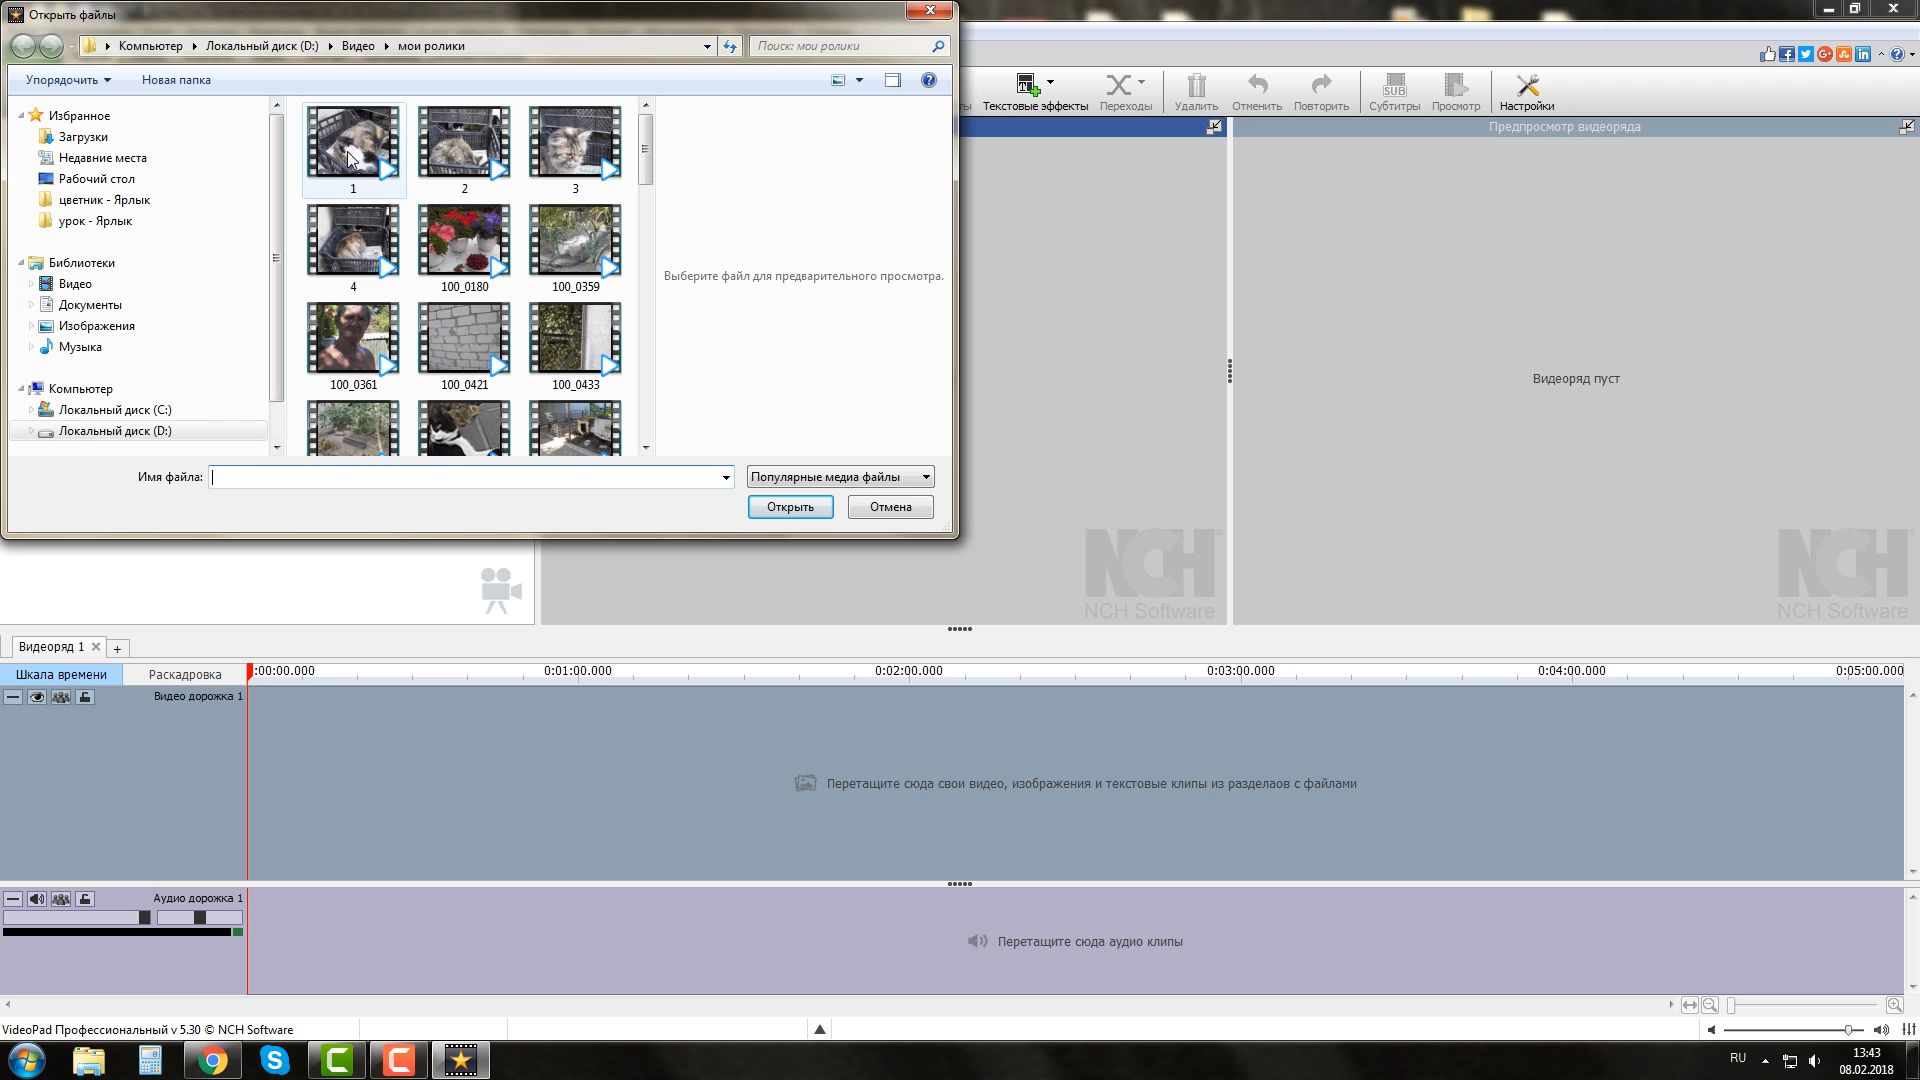 Открыть файлы
Компьютер
Локальный диск (D:)
Видео
мои ролики
Поиск: мои ролики
Упорядочить
Новая папка
Избранное
Загрузки
Недавние места
Рабочий стол
цветник - Ярлык
урок - Ярлык
Библиотеки
Видео
Документы
Изображения
Музыка
Компьютер
Локальный диск (C:)
Локальный диск (D:)
1
2
3
4
100_0180
100_0359
100_0361
100_0421
100_0433
Выберите файл для предварительного просмотра.
Имя файла:
Популярные медиа файлы
Открыть
Отмена
Текстовые эффекты
Переходы
Удалить
Отменить
Повторить
SUB
Субтитры
Просмотр
Настройки
Предпросмотр видеоряда
Видеоряд пуст
NCH
NCH Software
NCH
NCH Software
Видеоряд 1
Шкала времени
Раскадровка
:00:00.000
0:01:00.000
0:02:00.000
0:03:00.000
0:04:00.000
0:05:00.000
Видео дорожка 1
Перетащите сюда свои видео, изображения и текстовые клипы из разделаов с файлами
Аудио дорожка 1
Перетащите сюда аудио клипы
VideoPad Профессиональный v 5.30 © NCH Software
RU
13:43
08.02.2018